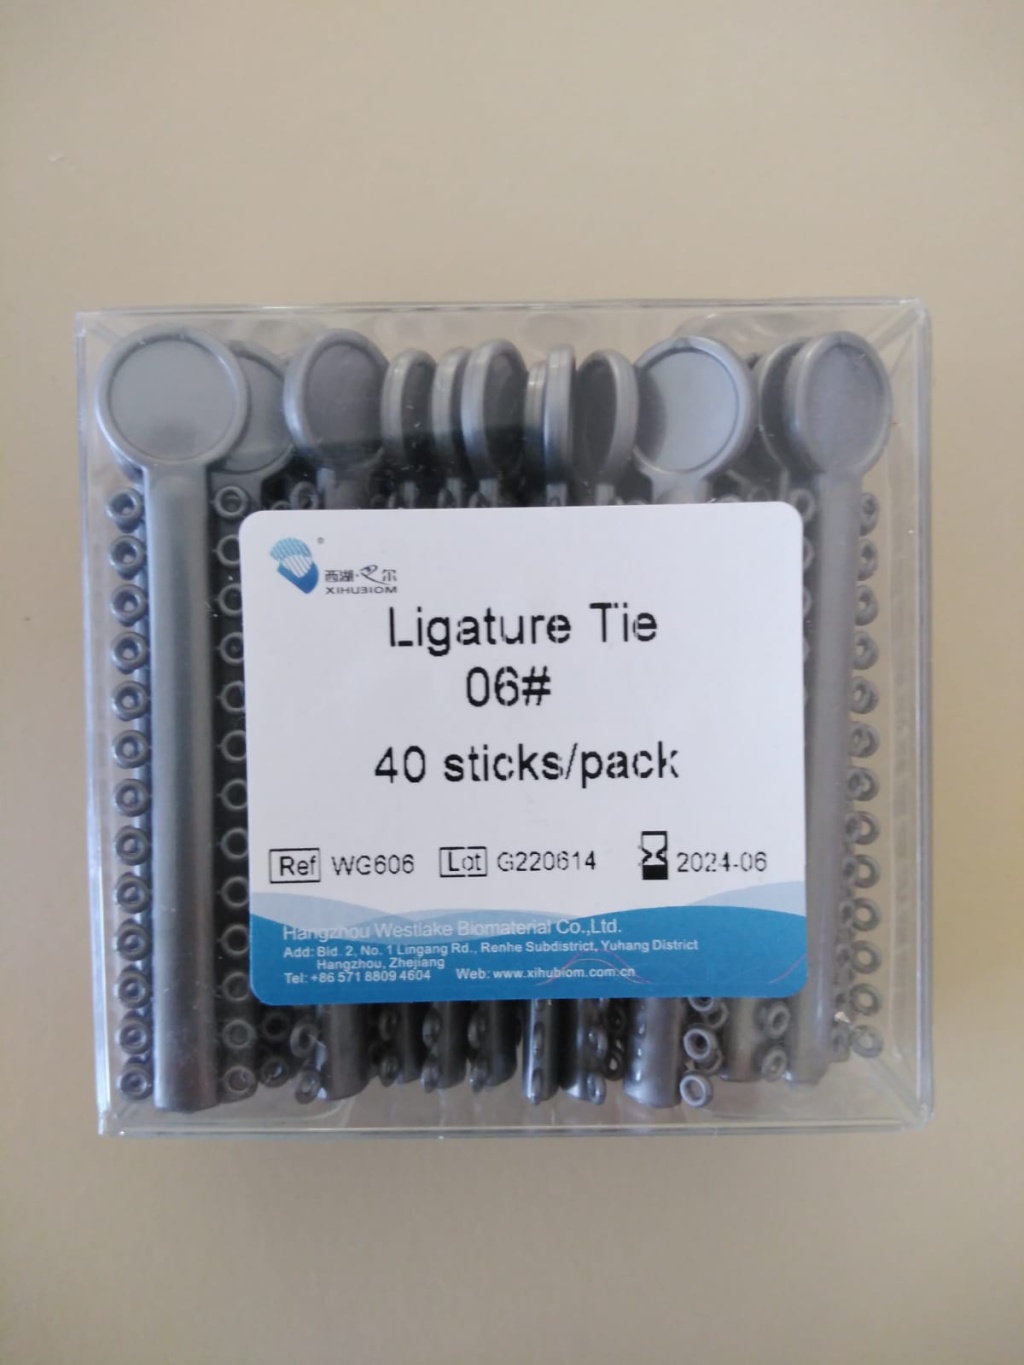 ®
西湖·巴尔
XIHUBIOM
Ligature Tie
06#
40 sticks/pack
Ref WG606 Lot G220614 2024-06
Hangzhou Westlake Biomaterial Co.,Ltd.
Add: Bld. 2, No. 1 Lingang Rd., Renhe Subdistrict, Yuhang District
Hangzhou, Zhejiang
Tel: +86 571 8809 4604 Web: www.xihubiom.com.cn